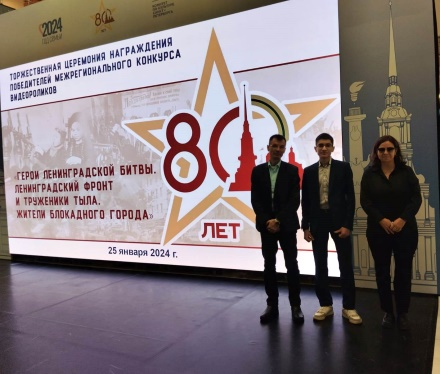 2024
80
ТОРЖЕСТВЕННАЯ ЦЕРЕМОНИЯ НАГРАЖДЕНИЯ
ПОБЕДИТЕЛЕЙ МЕЖРЕГИОНАЛЬНОГО КОНКУРСА
ВИДЕОРОЛИКОВ
"ГЕРОИ ЛЕНИНГРАДСКОЙ БИТВЫ.
ЛЕНИНГРАДСКИЙ ФРОНТ
И ТРУЖЕНИКИ ТЫЛА.
ЖИТЕЛИ БЛОКАДНОГО ГОРОДА»
80
ЛЕТ
25 января 2024 г.